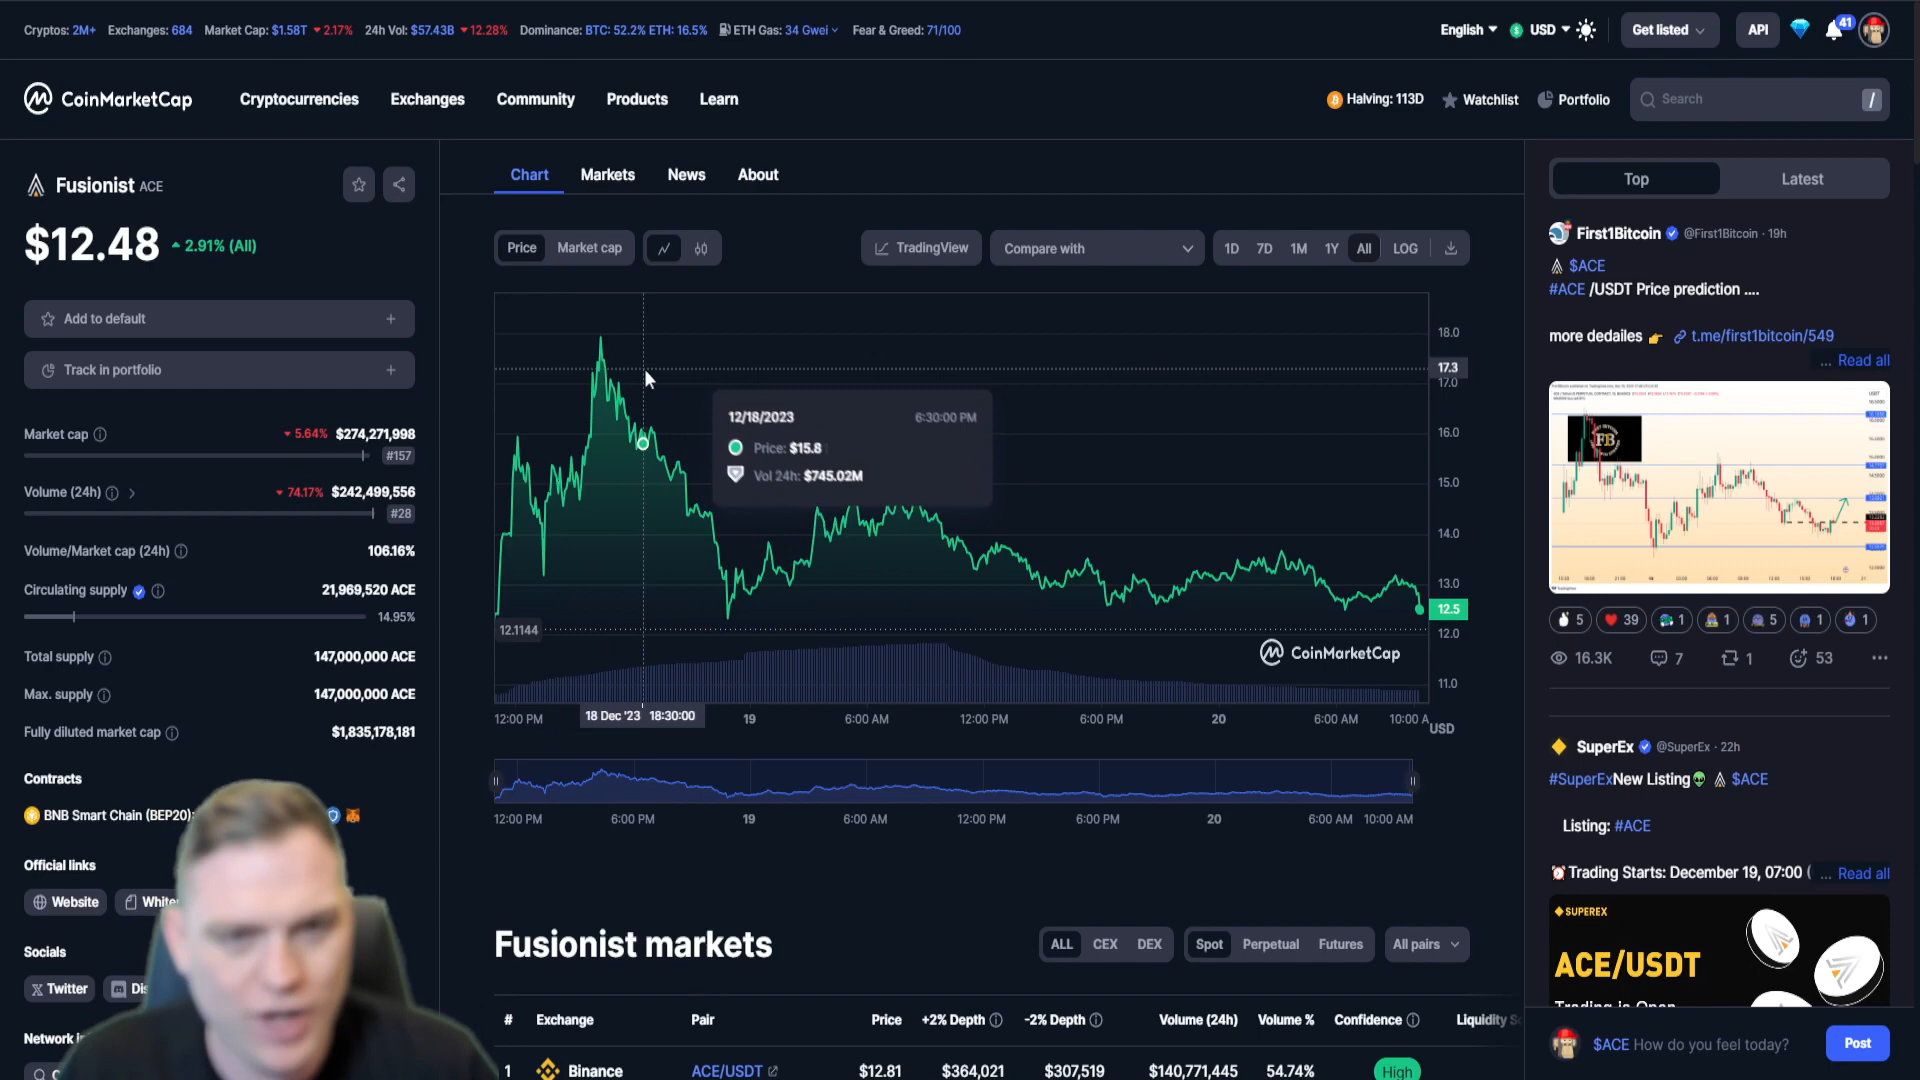 Cryptos: 2M+ Exchanges: 684 Market Cap: $1.58T 2.17% 24h Vol: $57.43B 12.28% Dominance: BTC: 52.2% ETH: 16.5% ETH Gas: 34 Gwei Fear & Greed: 71/100
English USD Get listed API 41
CoinMarketCap Cryptocurrencies Exchanges Community Products Learn
Halving: 113D Watchlist Portfolio Search /
Fusionist ACE
$12.48 2.91% (All)
Add to default +
Track in portfolio +
Market cap 5.64% $274,271,998
#157
Volume (24h) 74.17% $242,499,556
#28
Volume/Market cap (24h) 106.16%
Circulating supply 21,969,520 ACE
14.95%
Total supply 147,000,000 ACE
Max. supply 147,000,000 ACE
Fully diluted market cap $1,835,178,181
Contracts
BNB Smart Chain (BEP20):
Official links
Website
Socials
Twitter
Network
Chart Markets News About
Price Market cap TradingView Compare with 1D 7D 1M 1Y All LOG
18.0
17.3
17.0
16.0
15.0
14.0
13.0
12.5
12.0
11.0
12/18/2023 6:30:00 PM
Price: $15.8
Vol 24h: $745.02M
12.1144
CoinMarketCap
12:00 PM 18 Dec '23 18:30:00 19 6:00 AM 12:00 PM 6:00 PM 20 6:00 AM 10:00 A
USD
12:00 PM 6:00 PM 19 6:00 AM 12:00 PM 6:00 PM 20 6:00 AM 10:00 AM
Fusionist markets ALL CEX DEX Spot Perpetual Futures All pairs
# Exchange Pair Price +2% Depth -2% Depth Volume (24h) Volume % Confidence Liquidity
1 Binance ACE/USDT $12.81 $364,021 $307,519 $140,771,445 54.74% High
Top Latest
First1Bitcoin @First1Bitcoin · 19h
$ACE
#ACE /USDT Price prediction ....
more dedailes t.me/first1bitcoin/549
... Read all
FB
5 39 1 1 5 1 1
16.3K 7 1 53
SuperEx @SuperEx · 22h
#SuperExNew Listing $ACE
Listing: #ACE
Trading Starts: December 19, 07:00 ( ... Read all
SUPEREX
ACE/USDT
Trading is Open
$ACE How do you feel today? Post